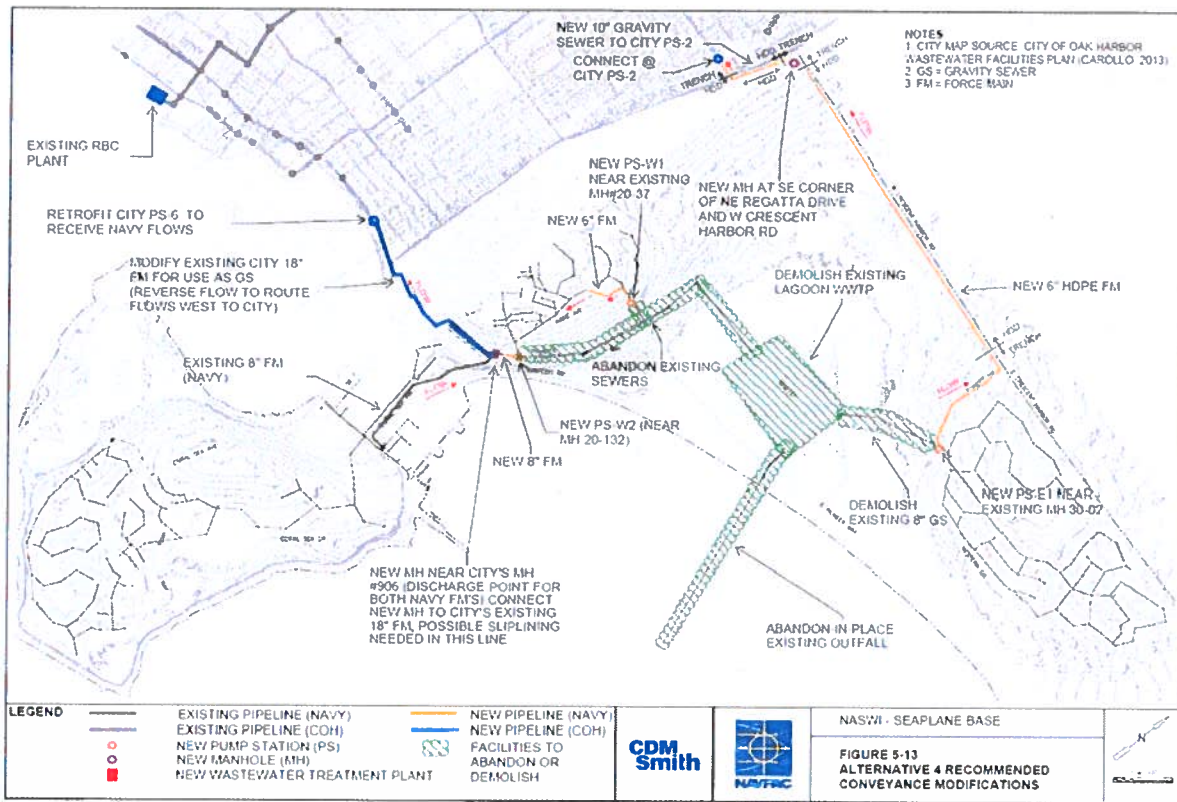 NEW 10" GRAVITY
SEWER TO CITY PS-2
CONNECT @
CITY PS-2
TRENCH
HDD
HDD
HDD TRENCH
TRENCH
HDD
NOTES
1 CITY MAP SOURCE CITY OF OAK HARBOR
WASTEWATER FACILITIES PLAN (CAROLLO 2013)
2 GS = GRAVITY SEWER
3 FM = FORCE MAIN
EXISTING RBC
PLANT
RETROFIT CITY PS-6 TO
RECEIVE NAVY FLOWS
MODIFY EXISTING CITY 18"
FM FOR USE AS GS
(REVERSE FLOW TO ROUTE
FLOWS WEST TO CITY)
EXISTING 8" FM
(NAVY)
NEW PS-W1
NEAR EXISTING
MH#20-37
NEW 6" FM
NEW MH AT SE CORNER
OF NE REGATTA DRIVE
AND W CRESCENT
HARBOR RD
DEMOLISH EXISTING
LAGOON WWTP
NEW 6" HDPE FM
HDD
TRENCH
ABANDON EXISTING
SEWERS
NEW PS-W2 (NEAR
MH 20-132)
NEW 8" FM
DEMOLISH
EXISTING 8" GS
NEW PS-E1 NEAR
EXISTING MH 30-02
NEW MH NEAR CITY'S MH
#906 (DISCHARGE POINT FOR
BOTH NAVY FM'S) CONNECT
NEW MH TO CITY'S EXISTING
18" FM, POSSIBLE SLIPLINING
NEEDED IN THIS LINE
ABANDON IN PLACE
EXISTING OUTFALL
LEGEND
EXISTING PIPELINE (NAVY)
EXISTING PIPELINE (COH)
NEW PUMP STATION (PS)
NEW MANHOLE (MH)
NEW WASTEWATER TREATMENT PLANT
NEW PIPELINE (NAVY)
NEW PIPELINE (COH)
FACILITIES TO
ABANDON OR
DEMOLISH
CDM
Smith
NAVFAC
NASWI - SEAPLANE BASE
FIGURE 5-13
ALTERNATIVE 4 RECOMMENDED
CONVEYANCE MODIFICATIONS
N